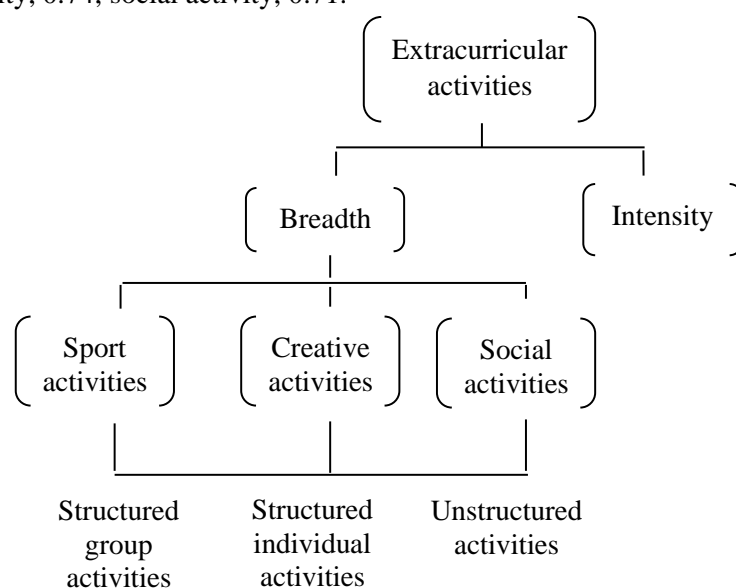 0.74; social activity, 0.71.
Extracurricular
activities
Breadth
Intensity
Sport
activities
Creative
activities
Social
activities
Structured
group
activities
Structured
individual
activities
Unstructured
activities